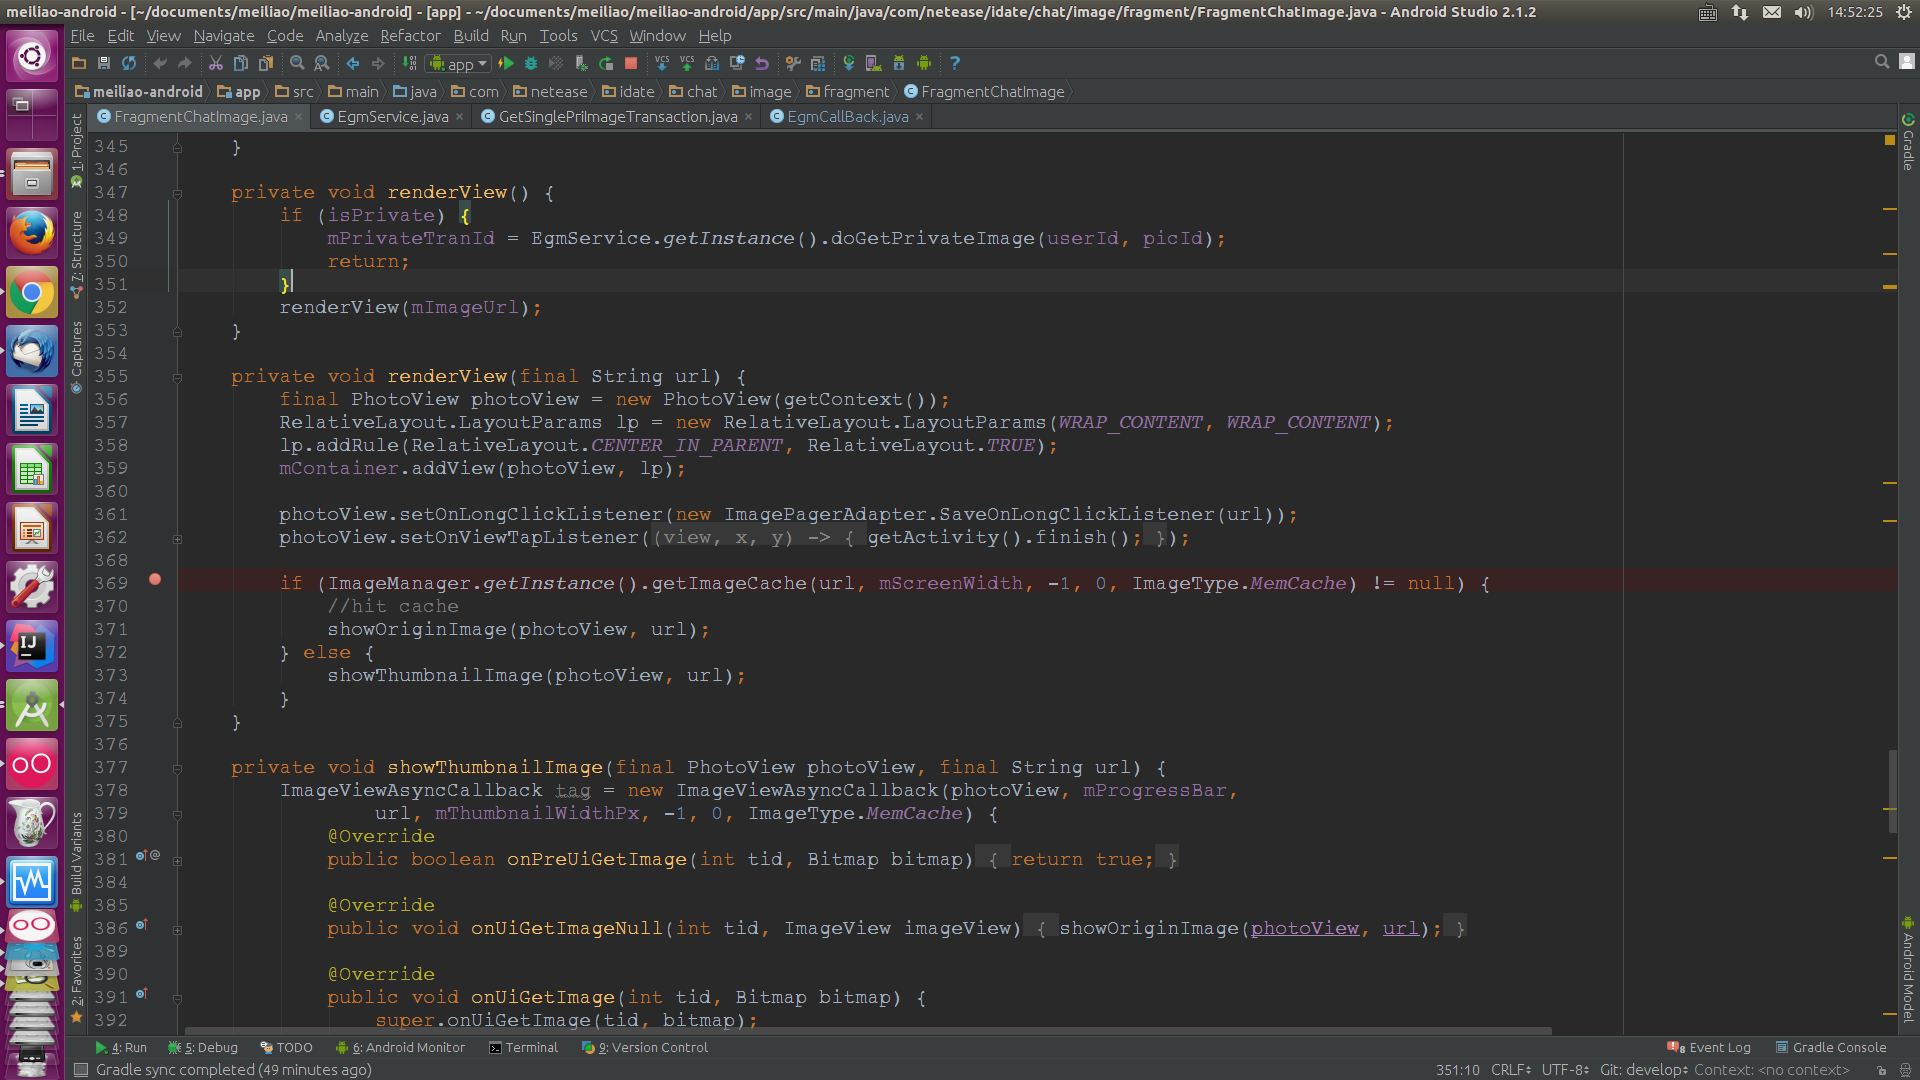 meiliao-android - [~/documents/meiliao/meiliao-android] - [app] - ~/documents/meiliao/meiliao-android/app/src/main/java/com/netease/idate/chat/image/fragment/FragmentChatImage.java - Android Studio 2.1.2
14:52:25
File Edit View Navigate Code Analyze Refactor Build Run Tools VCS Window Help
app
meiliao-android app src main java com netease idate chat image fragment FragmentChatImage
FragmentChatImage.java EgmService.java GetSinglePriImageTransaction.java EgmCallBack.java
1: Project
7: Structure
Captures
Build Variants
2: Favorites
345 }
346
347 private void renderView() {
348 if (isPrivate) {
349 mPrivateTranId = EgmService.getInstance().doGetPrivateImage(userId, picId);
350 return;
351 }
352 renderView(mImageUrl);
353 }
354
355 private void renderView(final String url) {
356 final PhotoView photoView = new PhotoView(getContext());
357 RelativeLayout.LayoutParams lp = new RelativeLayout.LayoutParams(WRAP_CONTENT, WRAP_CONTENT);
358 lp.addRule(RelativeLayout.CENTER_IN_PARENT, RelativeLayout.TRUE);
359 mContainer.addView(photoView, lp);
360
361 photoView.setOnLongClickListener(new ImagePagerAdapter.SaveOnLongClickListener(url));
362 photoView.setOnViewTapListener((view, x, y) -> { getActivity().finish(); });
368
369 if (ImageManager.getInstance().getImageCache(url, mScreenWidth, -1, 0, ImageType.MemCache) != null) {
370 //hit cache
371 showOriginImage(photoView, url);
372 } else {
373 showThumbnailImage(photoView, url);
374 }
375 }
376
377 private void showThumbnailImage(final PhotoView photoView, final String url) {
378 ImageViewAsyncCallback tag = new ImageViewAsyncCallback(photoView, mProgressBar,
379 url, mThumbnailWidthPx, -1, 0, ImageType.MemCache) {
380 @Override
381 public boolean onPreUiGetImage(int tid, Bitmap bitmap) { return true; }
384
385 @Override
386 public void onUiGetImageNull(int tid, ImageView imageView) { showOriginImage(photoView, url); }
389
390 @Override
391 public void onUiGetImage(int tid, Bitmap bitmap) {
392 super.onUiGetImage(tid, bitmap);
Gradle
Android Model
4: Run 5: Debug TODO 6: Android Monitor Terminal 9: Version Control
8 Event Log Gradle Console
Gradle sync completed (49 minutes ago)
351:10 CRLF UTF-8 Git: develop Context: <no context>